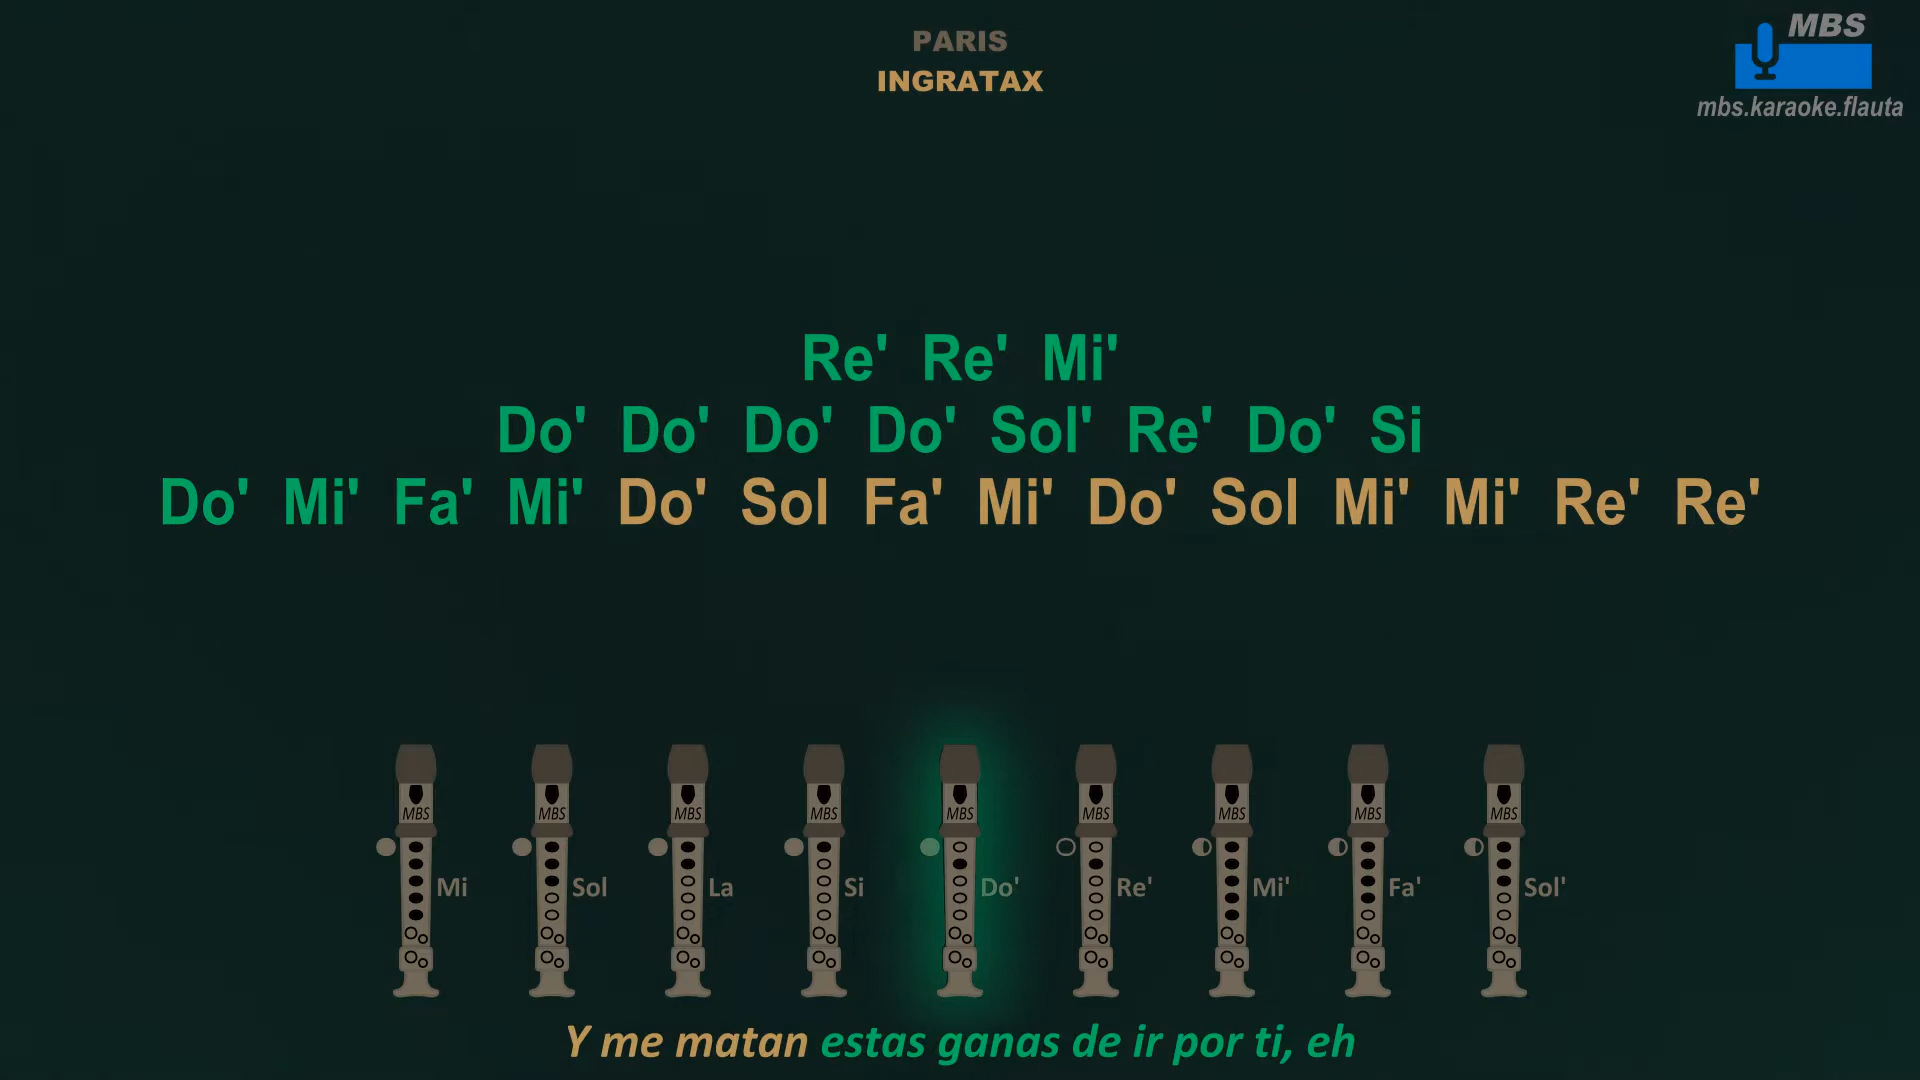 PARIS
INGRATAX
MBS
mbs.karaoke.flauta
Re' Re' Mi'
Do' Do' Do' Do' Sol' Re' Do' Si
Do' Mi' Fa' Mi' Do' Sol Fa' Mi' Do' Sol Mi' Mi' Re' Re'
MBS MBS MBS MBS MBS MBS MBS MBS MBS
Mi Sol La Si Do' Re' Mi' Fa' Sol'
Y me matan estas ganas de ir por ti, eh